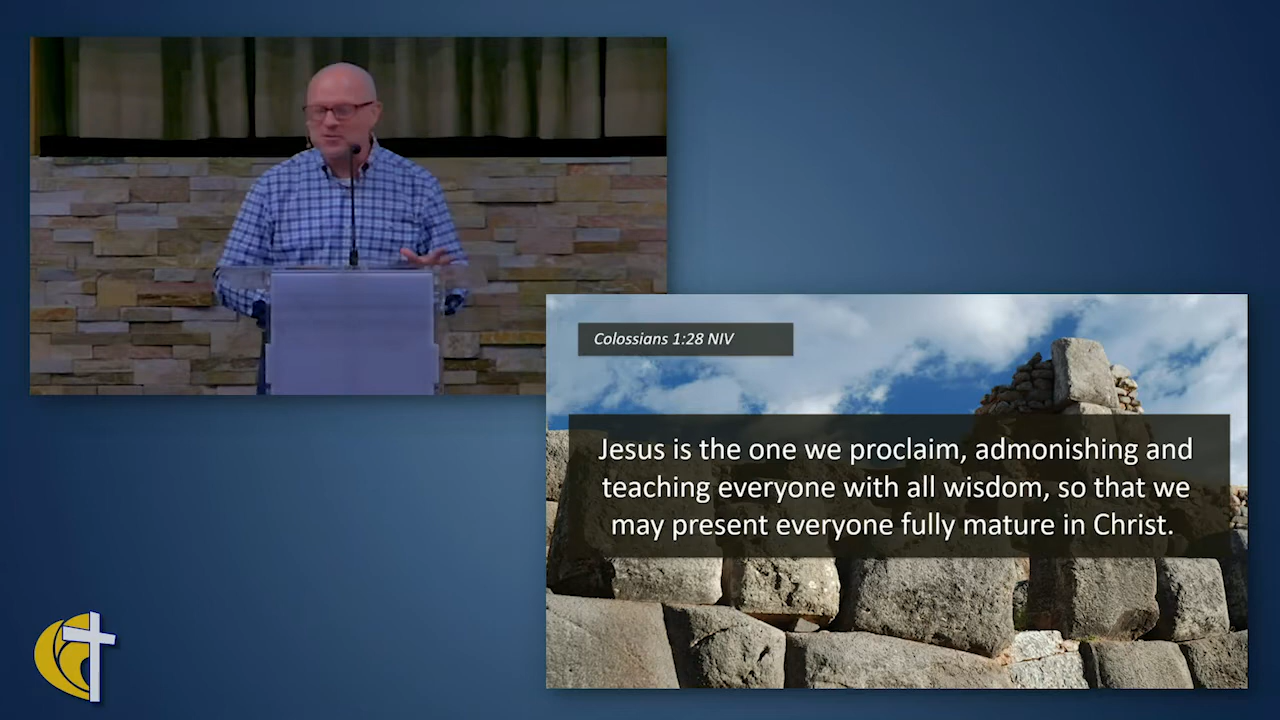 Colossians 1:28 NIV
Jesus is the one we proclaim, admonishing and
teaching everyone with all wisdom, so that we
may present everyone fully mature in Christ.